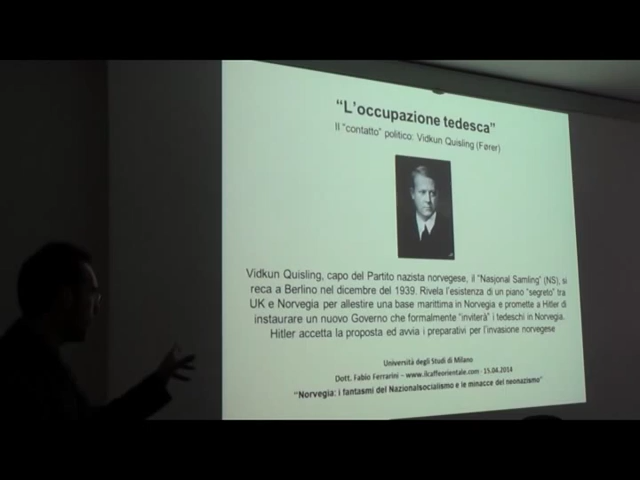 “L’occupazione tedesca”
Il “contatto” politico: Vidkun Quisling (Fører)
Vidkun Quisling, capo del Partito nazista norvegese, il “Nasjonal Samling” (NS), si
reca a Berlino nel dicembre del 1939. Rivela l’esistenza di un piano “segreto” tra
UK e Norvegia per allestire una base marittima in Norvegia e promette a Hitler di
instaurare un nuovo Governo che formalmente “inviterà” i tedeschi in Norvegia.
Hitler accetta la proposta ed avvia i preparativi per l’invasione norvegese
Università degli Studi di Milano
Dott. Fabio Ferrarini – www.ilcaffeorientale.com - 15.04.2014
“Norvegia: i fantasmi del Nazionalsocialismo e le minacce del neonazismo”